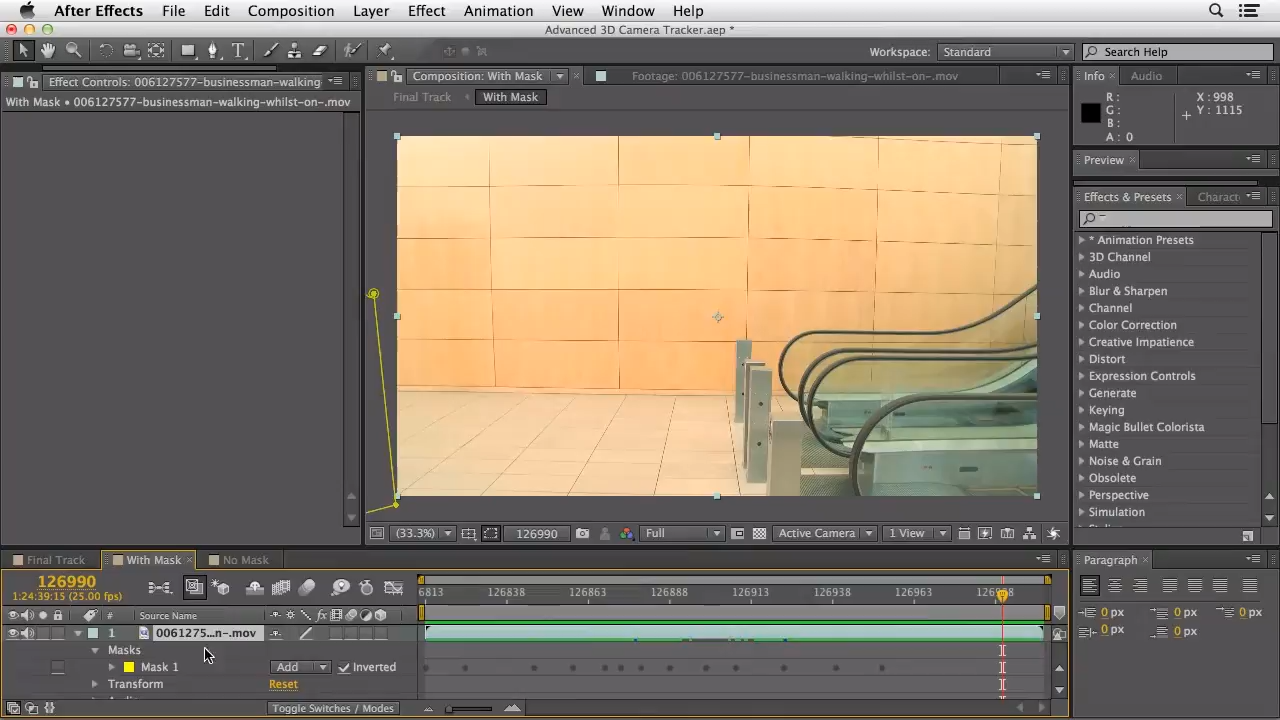 After Effects File Edit Composition Layer Effect Animation View Window Help
Advanced 3D Camera Tracker.aep *
Workspace: Standard Search Help
Effect Controls: 006127577-businessman-walking
Composition: With Mask
Footage: 006127577-businessman-walking-whilst-on-.mov
Info Audio
With Mask • 006127577-businessman-walking-whilst-on-.mov
Final Track With Mask
R :
G :
B :
A : 0
X : 998
Y : 1115
Preview
Effects & Presets
* Animation Presets
3D Channel
Audio
Blur & Sharpen
Channel
Color Correction
Creative Impatience
Distort
Expression Controls
Generate
Keying
Magic Bullet Colorista
Matte
Noise & Grain
Obsolete
Perspective
Simulation
(33.3%) 126990 Full Active Camera 1 View
Final Track With Mask No Mask
Paragraph
126990
1:24:39:15 (25.00 fps)
6813 126838 126863 126888 126913 126938 126963
# Source Name
1 0061275...n-.mov
Masks
Mask 1 Add Inverted
Transform Reset
Toggle Switches / Modes
0 px 0 px 0 px
0 px 0 px